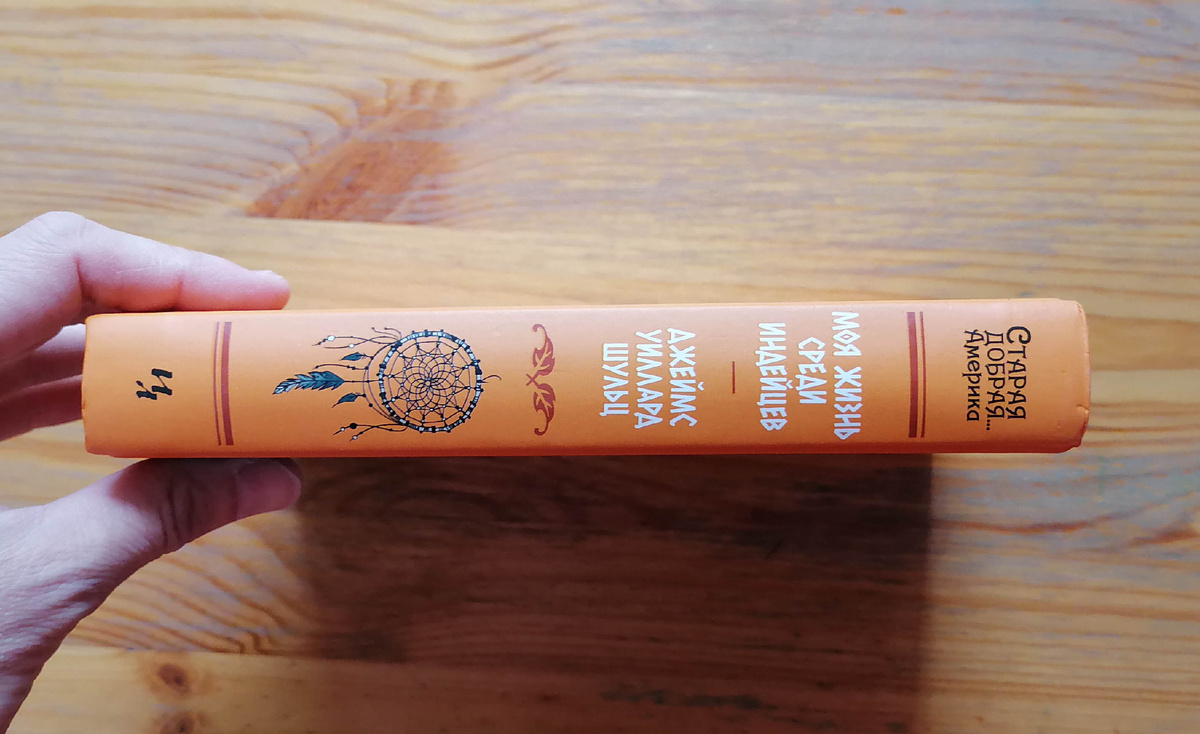 Старая
добрая...
Америка
МОЯ ЖИЗНЬ
СРЕДИ
ИНДЕЙЦЕВ
ДЖЕЙМС
УИЛЛАРД
ШУЛЬЦ